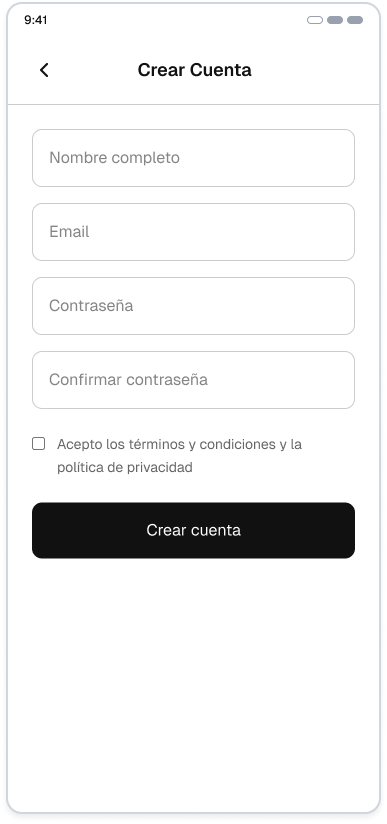 9:41
Crear Cuenta
Nombre completo
Email
Contraseña
Confirmar contraseña
Acepto los términos y condiciones y la
política de privacidad
Crear cuenta